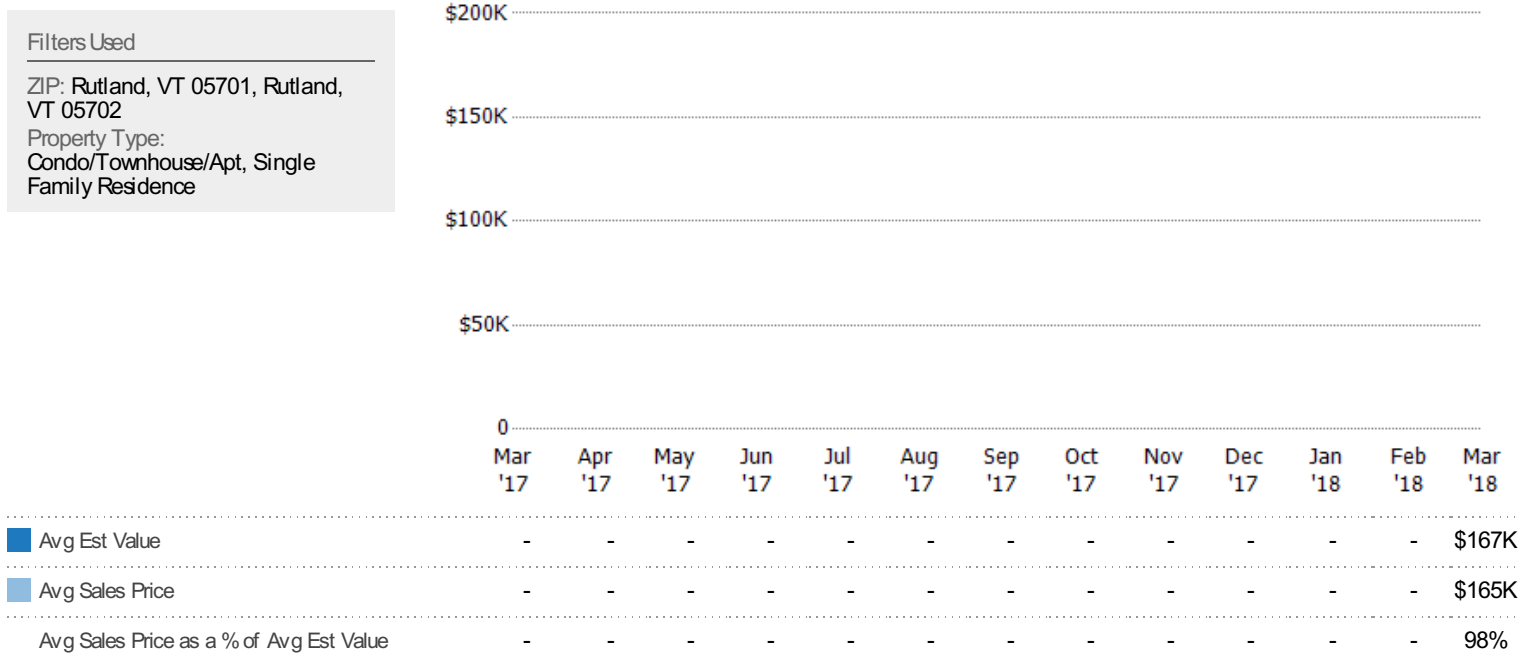 Filters Used
ZIP: Rutland, VT 05701, Rutland,
VT 05702
Property Type:
Condo/Townhouse/Apt, Single
Family Residence
$200K
$150K
$100K
$50K
0
Mar Apr May Jun Jul Aug Sep Oct Nov Dec Jan Feb Mar
'17 '17 '17 '17 '17 '17 '17 '17 '17 '17 '18 '18 '18
Avg Est Value - - - - - - - - - - - - $167K
Avg Sales Price - - - - - - - - - - - - $165K
Avg Sales Price as a % of Avg Est Value - - - - - - - - - - - - 98%